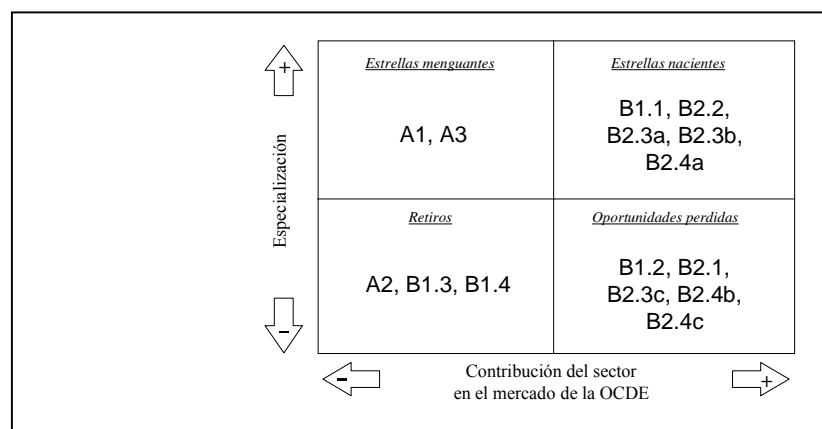 Estrellas menguantes
Estrellas nacientes
+
A1, A3
B1.1, B2.2,
B2.3a, B2.3b,
B2.4a
Especialización
Retiros
Oportunidades perdidas
A2, B1.3, B1.4
B1.2, B2.1,
B2.3c, B2.4b,
B2.4c
−
− Contribución del sector +
en el mercado de la OCDE